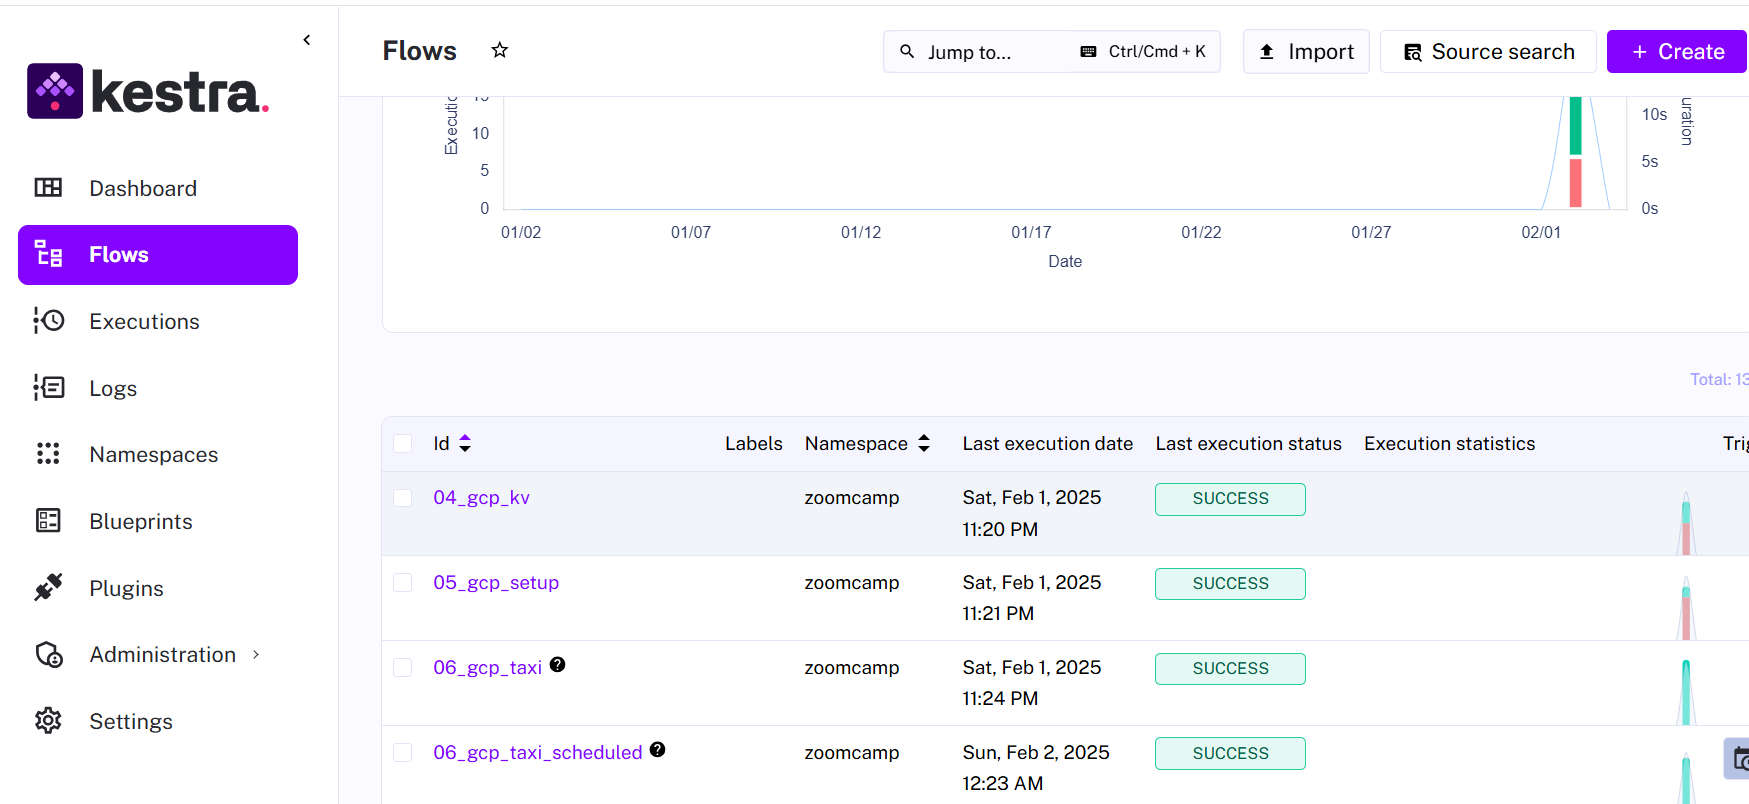 kestra.
Dashboard
Flows
Executions
Logs
Namespaces
Blueprints
Plugins
Administration
Settings
Flows
Jump to...
Ctrl/Cmd + K
Import
Source search
+ Create
15
10
5
0
10s
5s
0s
01/02
01/07
01/12
01/17
01/22
01/27
02/01
Date
Total: 13
Id
Labels
Namespace
Last execution date
Last execution status
Execution statistics
04_gcp_kv
zoomcamp
Sat, Feb 1, 2025
11:20 PM
SUCCESS
05_gcp_setup
zoomcamp
Sat, Feb 1, 2025
11:21 PM
SUCCESS
06_gcp_taxi
?
zoomcamp
Sat, Feb 1, 2025
11:24 PM
SUCCESS
06_gcp_taxi_scheduled
?
zoomcamp
Sun, Feb 2, 2025
12:23 AM
SUCCESS